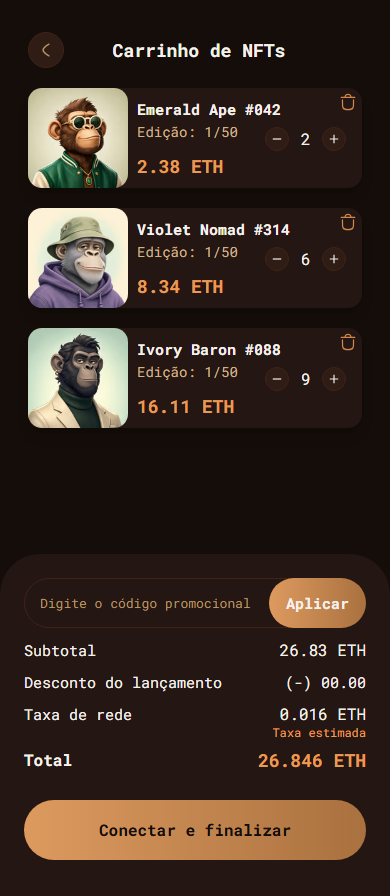 Carrinho de NFTs
Emerald Ape #042
Edição: 1/50
− 2 +
2.38 ETH
Violet Nomad #314
Edição: 1/50
− 6 +
8.34 ETH
Ivory Baron #088
Edição: 1/50
− 9 +
16.11 ETH
Digite o código promocional
Aplicar
Subtotal 26.83 ETH
Desconto do lançamento (-) 00.00
Taxa de rede 0.016 ETH
Taxa estimada
Total 26.846 ETH
Conectar e finalizar